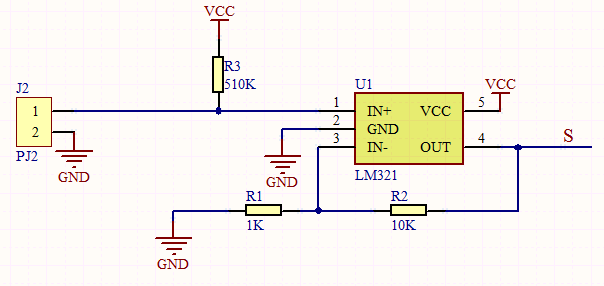 VCC
R3
510K
J2
1
2
PJ2
GND
U1
1 IN+ VCC 5
2 GND
3 IN- OUT 4
LM321
VCC
S
GND
R1
1K
R2
10K
GND